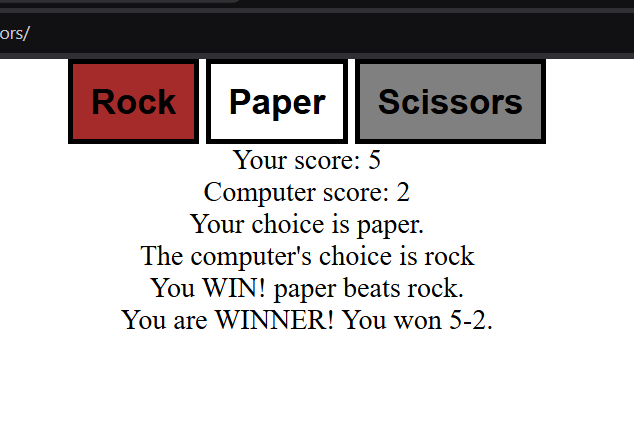 ors/
Rock Paper Scissors
Your score: 5
Computer score: 2
Your choice is paper.
The computer's choice is rock
You WIN! paper beats rock.
You are WINNER! You won 5-2.